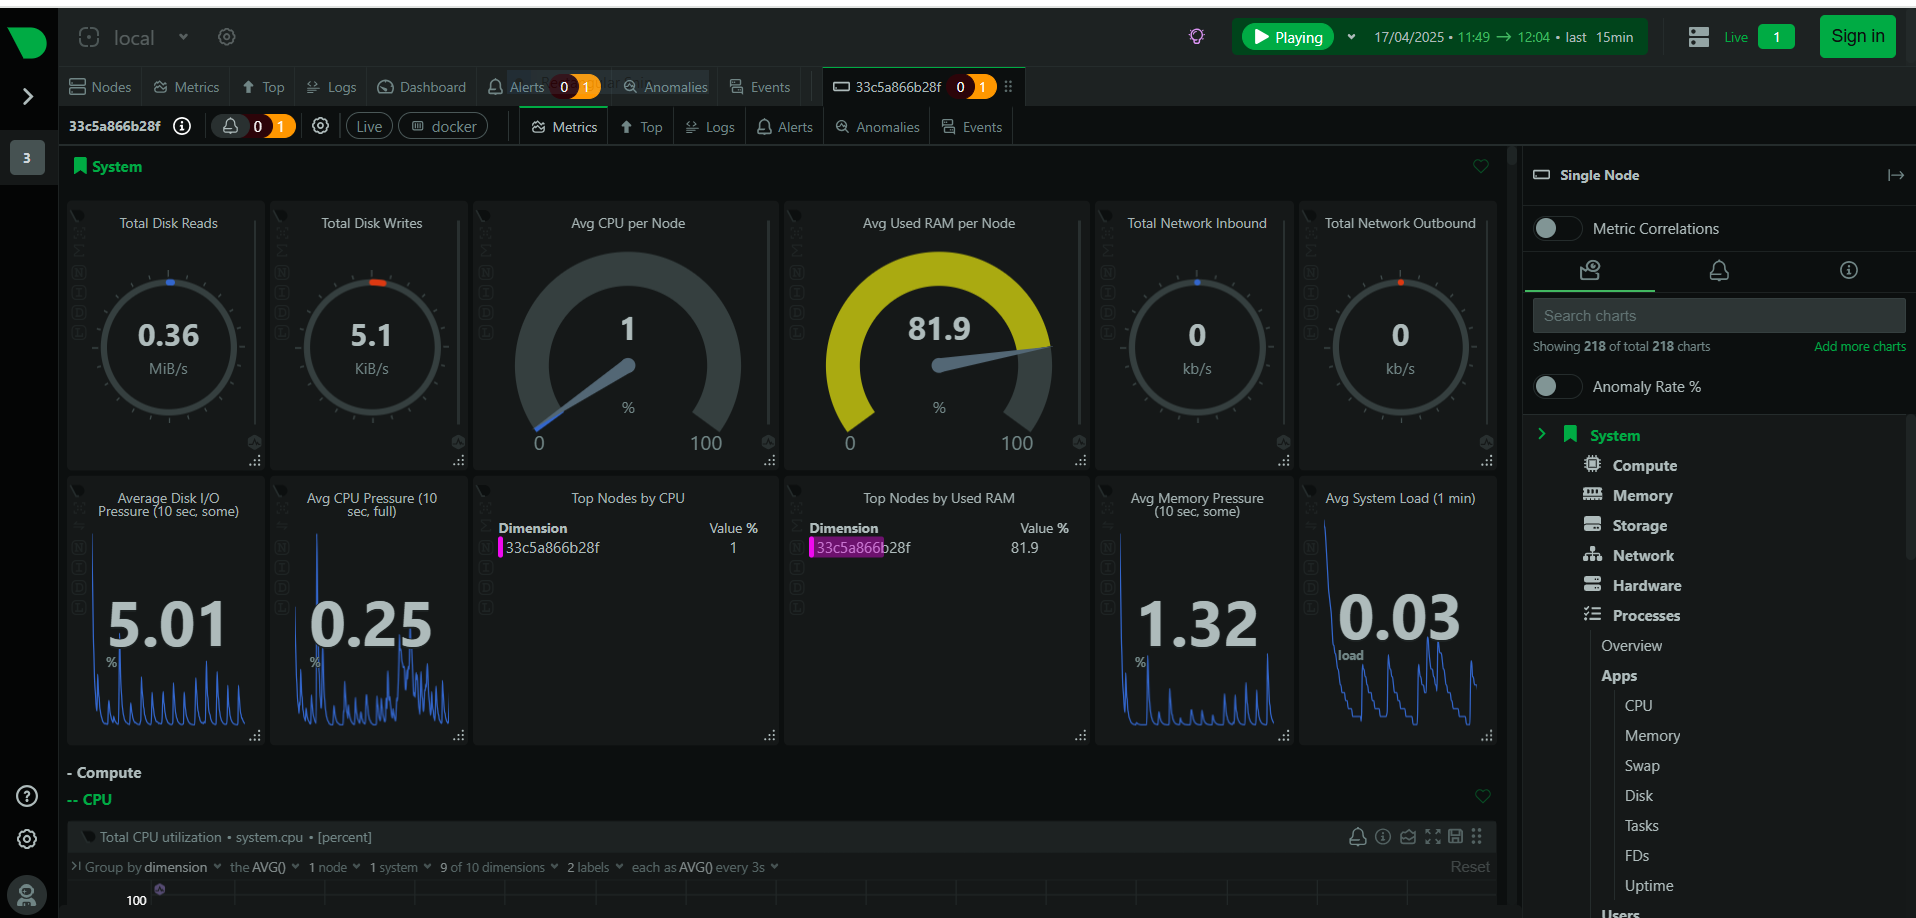 local
Playing
17/04/2025 • 11:49 → 12:04 • last 15min
Live
1
Sign in
Nodes
Metrics
Top
Logs
Dashboard
Alerts
0
1
Anomalies
Events
33c5a866b28f
0
1
33c5a866b28f
0
1
Live
docker
Metrics
Top
Logs
Alerts
Anomalies
Events
3
System
Total Disk Reads
0.36
MiB/s
Total Disk Writes
5.1
KiB/s
Avg CPU per Node
1
%
0
100
Avg Used RAM per Node
81.9
%
0
100
Total Network Inbound
0
kb/s
Total Network Outbound
0
kb/s
Average Disk I/O
Pressure (10 sec, some)
5.01
%
Avg CPU Pressure (10
sec, full)
0.25
%
Top Nodes by CPU
Dimension Value %
33c5a866b28f 1
Top Nodes by Used RAM
Dimension Value %
33c5a866b28f 81.9
Avg Memory Pressure
(10 sec, some)
1.32
%
Avg System Load (1 min)
0.03
load
- Compute
-- CPU
Total CPU utilization • system.cpu • [percent]
Group by dimension the AVG() 1 node 1 system 9 of 10 dimensions 2 labels each as AVG() every 3s
Reset
100
Single Node
Metric Correlations
Search charts
Showing 218 of total 218 charts
Add more charts
Anomaly Rate %
System
Compute
Memory
Storage
Network
Hardware
Processes
Overview
Apps
CPU
Memory
Swap
Disk
Tasks
FDs
Uptime
Users